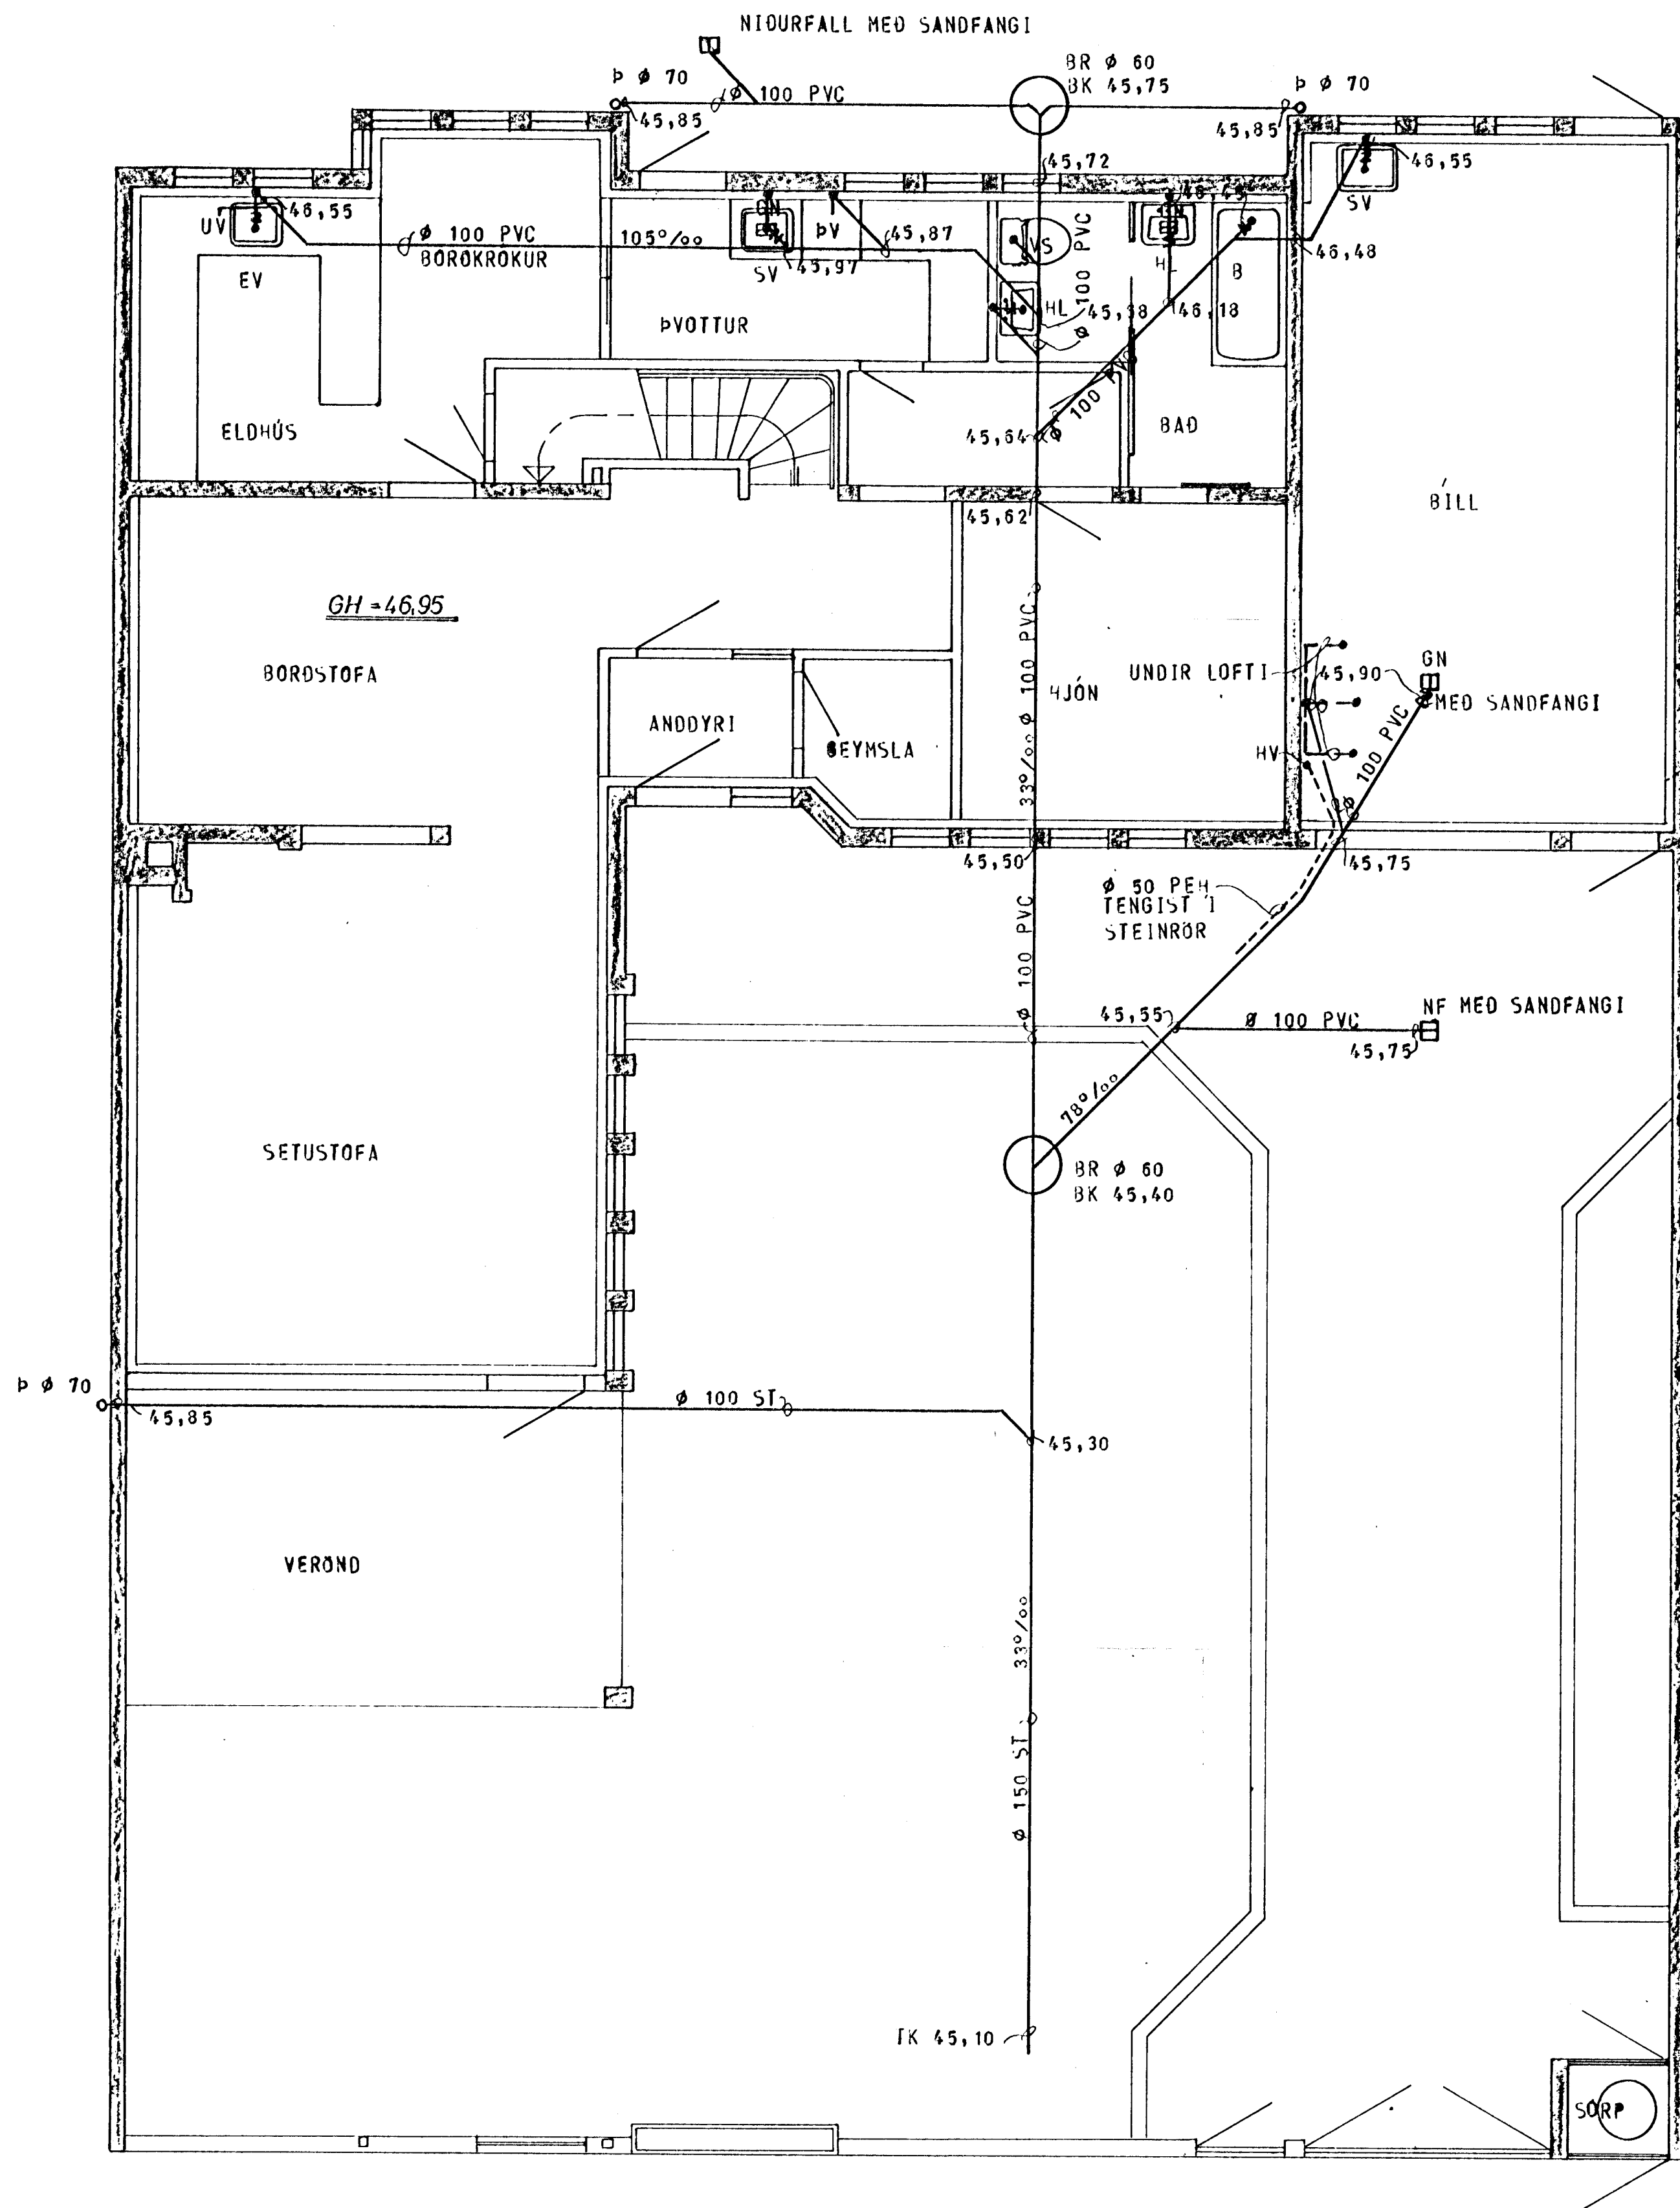 NIÐURFALL MEÐ SANDFANGI
Þ Ø 70
Ø 100 PVC
BR Ø 60
BK 45,75
Þ Ø 70
45,85
45,85
45,72
46,55
SV
UV
46,55
EV
Ø 100 PVC
BORÐKRÓKUR
105°/oo
GN
SV
45,97
ÞV
45,87
VS
HL
Ø 100 PVC
HL
46,18
B
46,48
ÞVOTTUR
ELDHÚS
45,64
Ø 100 PVC
BAÐ
45,62
BÍLL
GH = 46,95
BORÐSTOFA
ANDDYRI
GEYMSLA
HJÓN
33°/oo Ø 100 PVC
UNDIR LOFTI
45,90
GN
MEÐ SANDFANGI
HV
Ø 100 PVC
45,50
45,75
Ø 50 PEH
TENGIST Í
STEINRÖR
Ø 100 PVC
45,55
Ø 100 PVC
NF MEÐ SANDFANGI
45,75
78°/oo
BR Ø 60
BK 45,40
SETUSTOFA
Þ Ø 70
45,85
Ø 100 ST
45,30
VERÖND
Ø 150 ST 33°/oo
TK 45,10
SORP